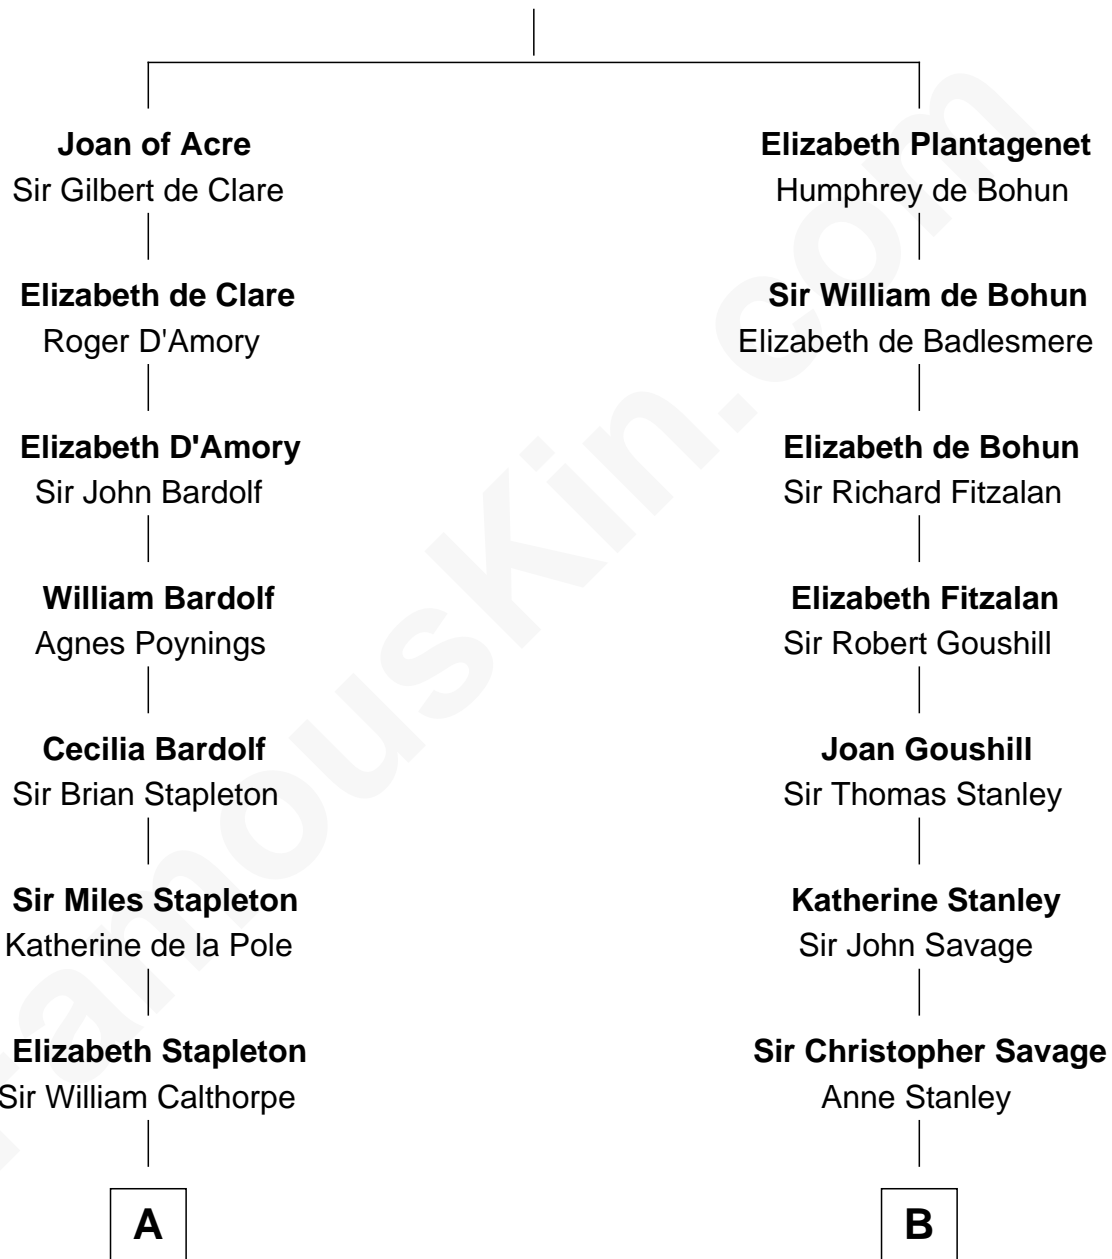 Joan of Acre
Sir Gilbert de Clare
Elizabeth de Clare
Roger D'Amory
Elizabeth D'Amory
Sir John Bardolf
William Bardolf
Agnes Poynings
Cecilia Bardolf
Sir Brian Stapleton
Sir Miles Stapleton
Katherine de la Pole
Elizabeth Stapleton
Sir William Calthorpe
A
Elizabeth Plantagenet
Humphrey de Bohun
Sir William de Bohun
Elizabeth de Badlesmere
Elizabeth de Bohun
Sir Richard Fitzalan
Elizabeth Fitzalan
Sir Robert Goushill
Joan Goushill
Sir Thomas Stanley
Katherine Stanley
Sir John Savage
Sir Christopher Savage
Anne Stanley
B
FamousKin.com